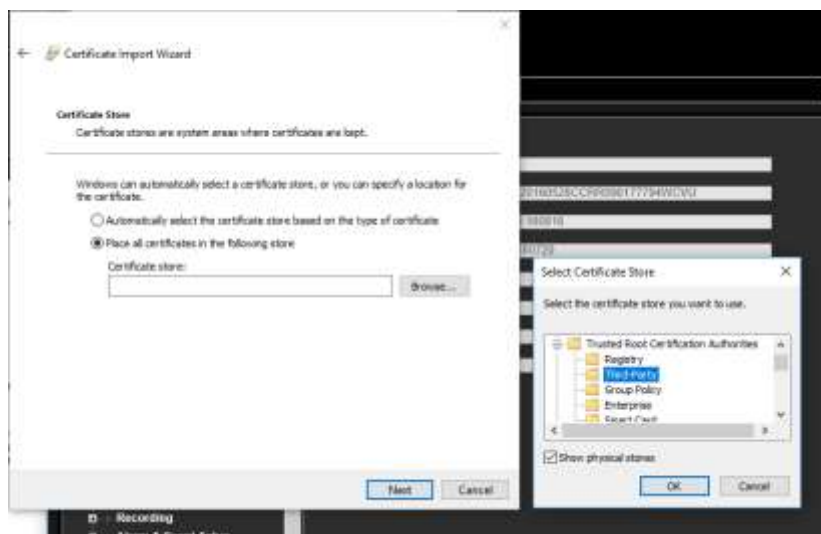 Certificate Import Wizard
Certificate Store
Certificate stores are system areas where certificates are kept.
Windows can automatically select a certificate store, or you can specify a location for
the certificate.
Automatically select the certificate store based on the type of certificate
Place all certificates in the following store
Certificate store:
Browse...
Next
Cancel
Select Certificate Store
Select the certificate store you want to use.
Trusted Root Certification Authorities
Registry
Third-Party
Group Policy
Enterprise
Smart Card
Show physical stores
OK
Cancel
Recording